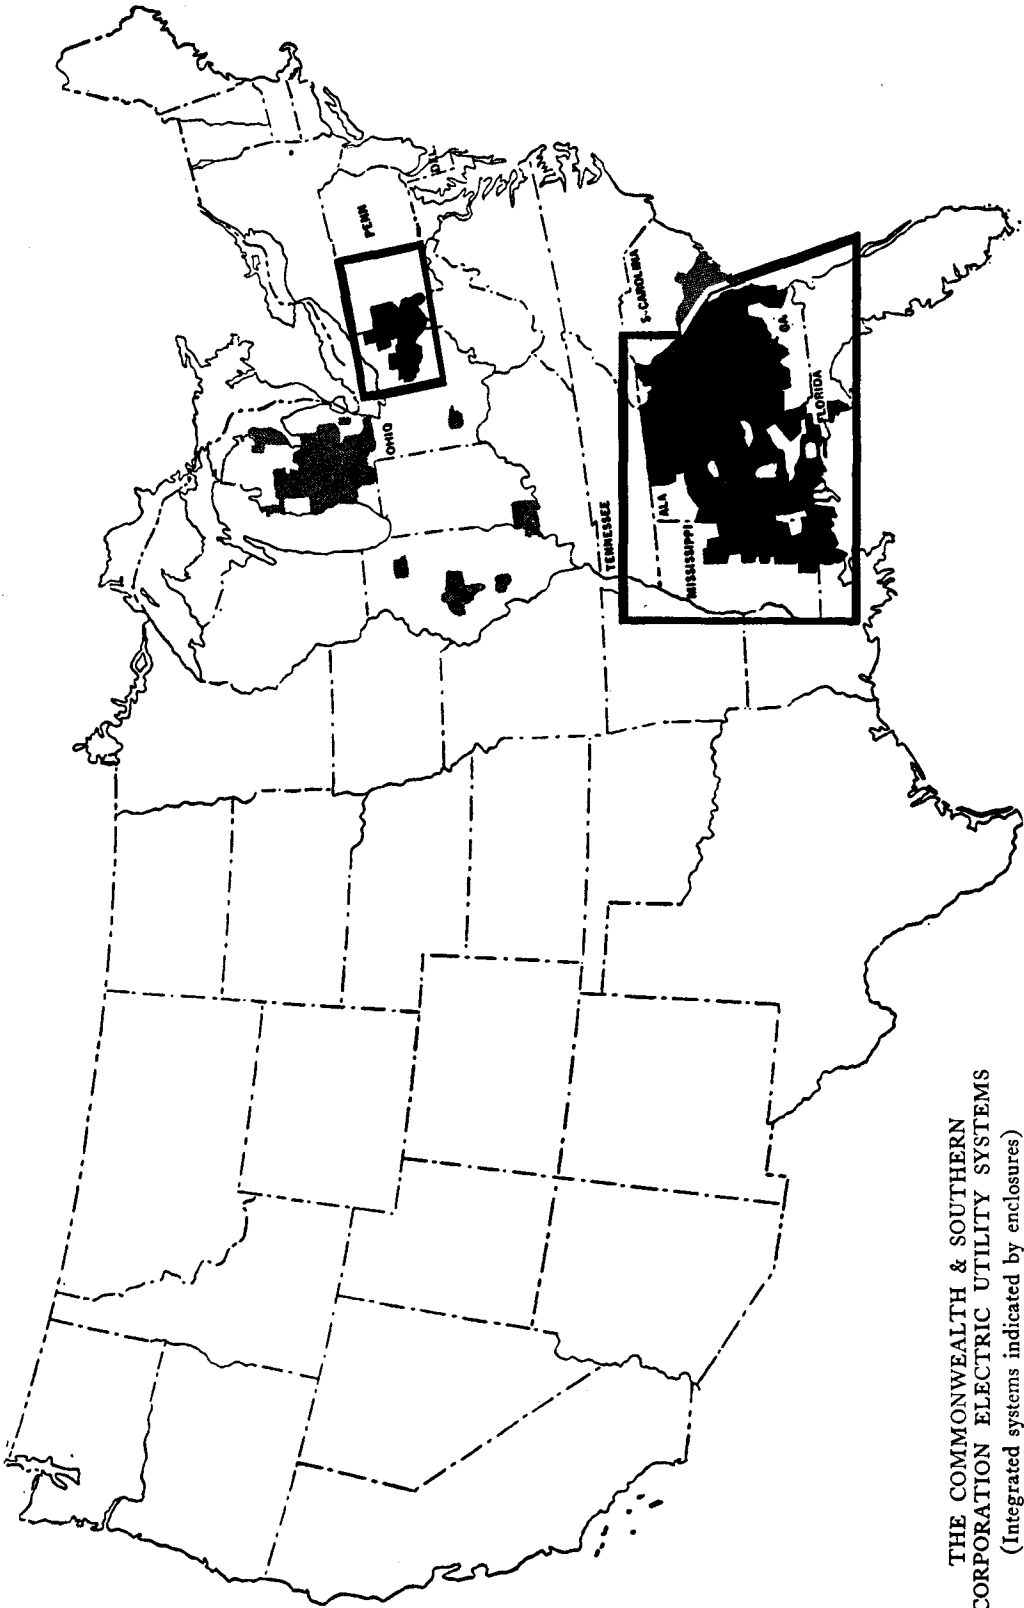 THE COMMONWEALTH & SOUTHERN
CORPORATION ELECTRIC UTILITY SYSTEMS
(Integrated systems indicated by enclosures)
PENN
DEL
OHIO
S. CAROLINA
TENNESSEE
MISSISSIPPI
ALA
GA
FLORIDA